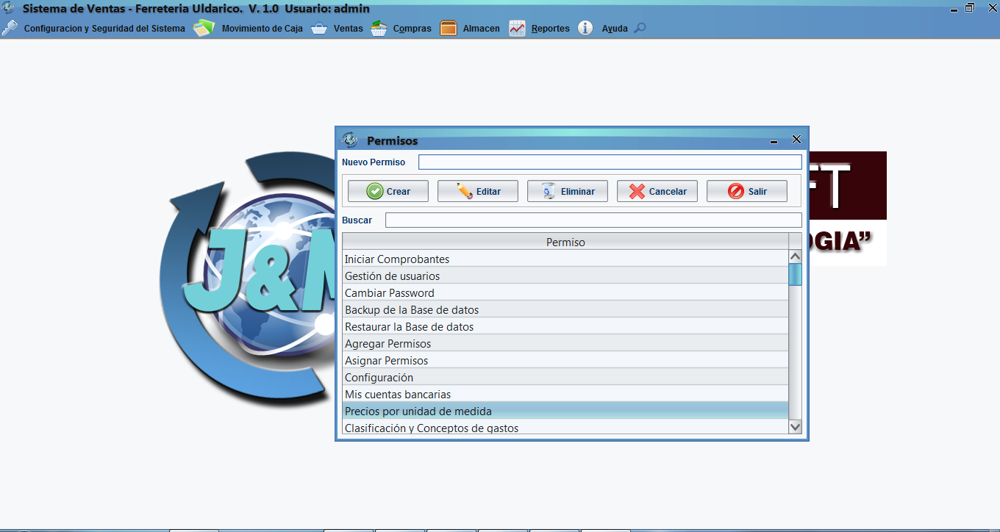 Sistema de Ventas - Ferreteria Uldarico. V. 1.0 Usuario: admin
Configuracion y Seguridad del Sistema Movimiento de Caja Ventas Compras Almacen Reportes Ayuda
Permisos
Nuevo Permiso
Crear Editar Eliminar Cancelar Salir
Buscar
Permiso
Iniciar Comprobantes
Gestión de usuarios
Cambiar Password
Backup de la Base de datos
Restaurar la Base de datos
Agregar Permisos
Asignar Permisos
Configuración
Mis cuentas bancarias
Precios por unidad de medida
Clasificación y Conceptos de gastos
J&M
FT
OGIA”